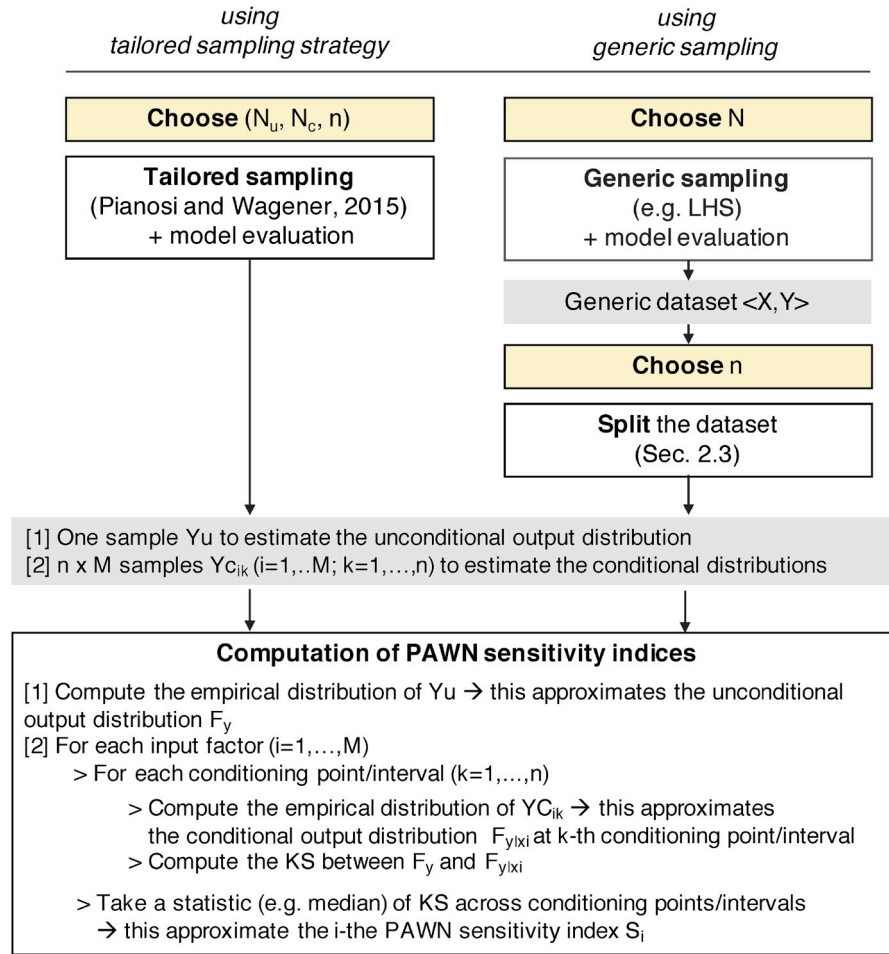 using
tailored sampling strategy
using
generic sampling
Choose (Nu, Nc, n)
Tailored sampling
(Pianosi and Wagener, 2015)
+ model evaluation
Choose N
Generic sampling
(e.g. LHS)
+ model evaluation
Generic dataset <X,Y>
Choose n
Split the dataset
(Sec. 2.3)
[1] One sample Yu to estimate the unconditional output distribution
[2] n x M samples Ycik (i=1,..M; k=1,...,n) to estimate the conditional distributions
Computation of PAWN sensitivity indices
[1] Compute the empirical distribution of Yu → this approximates the unconditional
output distribution Fy
[2] For each input factor (i=1,...,M)
> For each conditioning point/interval (k=1,...,n)
> Compute the empirical distribution of YCik → this approximates
the conditional output distribution Fy|xi at k-th conditioning point/interval
> Compute the KS between Fy and Fy|xi
> Take a statistic (e.g. median) of KS across conditioning points/intervals
→ this approximate the i-the PAWN sensitivity index Si